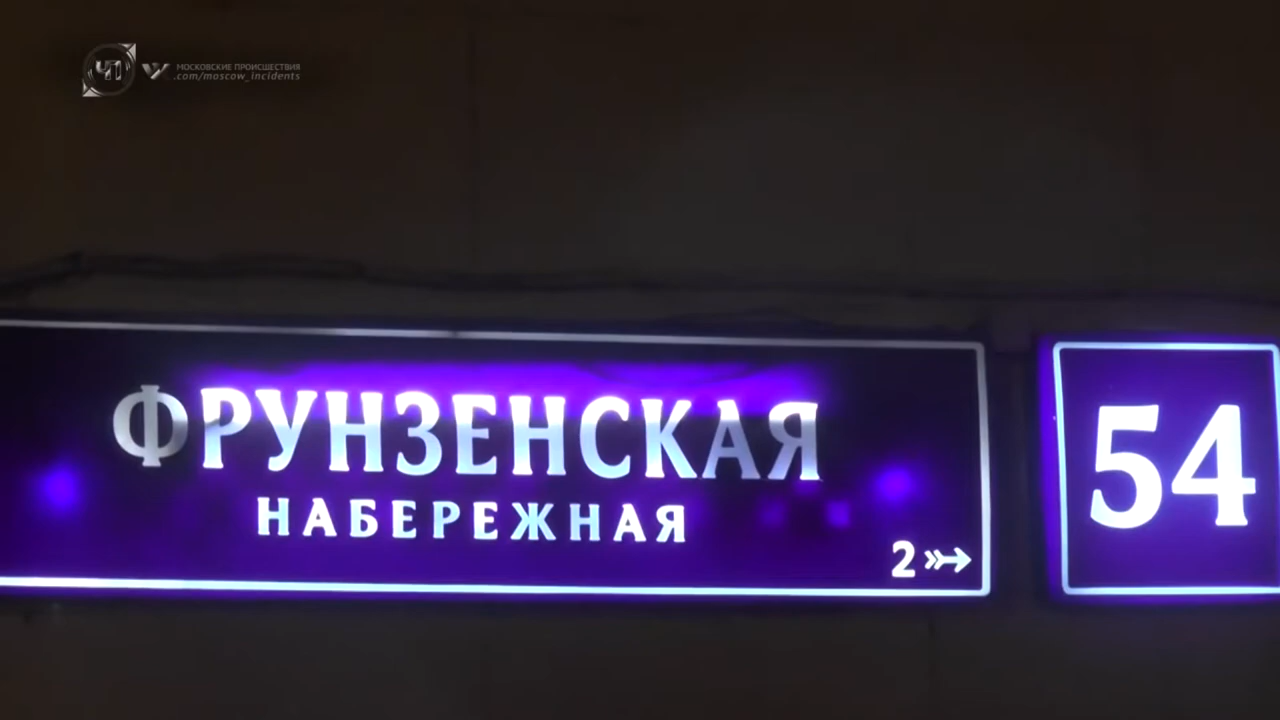 ЧП
МОСКОВСКИЕ ПРОИСШЕСТВИЯ
.com/moscow_incidents
ФРУНЗЕНСКАЯ
НАБЕРЕЖНАЯ
2
54